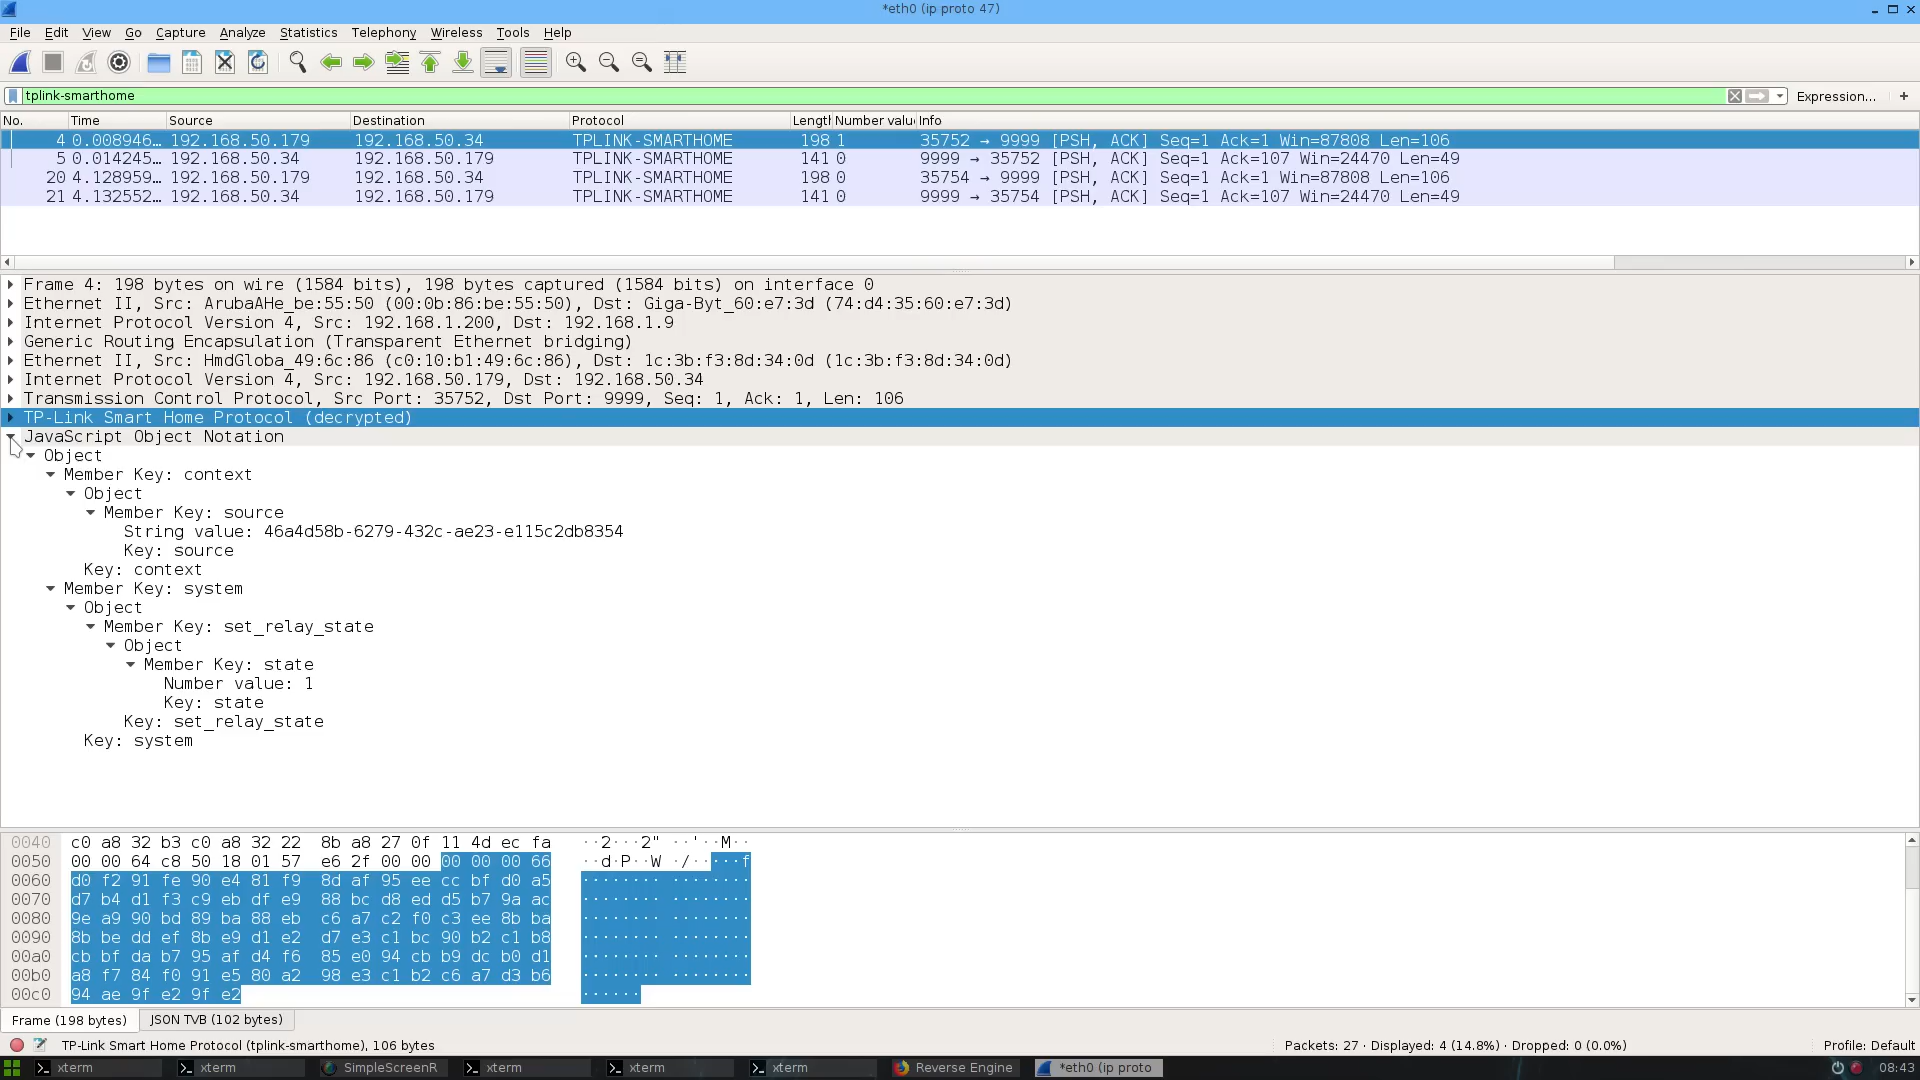 *eth0 (ip proto 47)
File Edit View Go Capture Analyze Statistics Telephony Wireless Tools Help
tplink-smarthome Expression... +
No. Time Source Destination Protocol Length Number valu Info
4 0.008946… 192.168.50.179 192.168.50.34 TPLINK-SMARTHOME 198 1 35752 → 9999 [PSH, ACK] Seq=1 Ack=1 Win=87808 Len=106
5 0.014245… 192.168.50.34 192.168.50.179 TPLINK-SMARTHOME 141 0 9999 → 35752 [PSH, ACK] Seq=1 Ack=107 Win=24470 Len=49
20 4.128959… 192.168.50.179 192.168.50.34 TPLINK-SMARTHOME 198 0 35754 → 9999 [PSH, ACK] Seq=1 Ack=1 Win=87808 Len=106
21 4.132552… 192.168.50.34 192.168.50.179 TPLINK-SMARTHOME 141 0 9999 → 35754 [PSH, ACK] Seq=1 Ack=107 Win=24470 Len=49
Frame 4: 198 bytes on wire (1584 bits), 198 bytes captured (1584 bits) on interface 0
Ethernet II, Src: ArubaAHe_be:55:50 (00:0b:86:be:55:50), Dst: Giga-Byt_60:e7:3d (74:d4:35:60:e7:3d)
Internet Protocol Version 4, Src: 192.168.1.200, Dst: 192.168.1.9
Generic Routing Encapsulation (Transparent Ethernet bridging)
Ethernet II, Src: HmdGloba_49:6c:86 (c0:10:b1:49:6c:86), Dst: 1c:3b:f3:8d:34:0d (1c:3b:f3:8d:34:0d)
Internet Protocol Version 4, Src: 192.168.50.179, Dst: 192.168.50.34
Transmission Control Protocol, Src Port: 35752, Dst Port: 9999, Seq: 1, Ack: 1, Len: 106
TP-Link Smart Home Protocol (decrypted)
JavaScript Object Notation
Object
Member Key: context
Object
Member Key: source
String value: 46a4d58b-6279-432c-ae23-e115c2db8354
Key: source
Key: context
Member Key: system
Object
Member Key: set_relay_state
Object
Member Key: state
Number value: 1
Key: state
Key: set_relay_state
Key: system
0040 c0 a8 32 b3 c0 a8 32 22 8b a8 27 0f 11 4d ec fa ··2···2" ··'··M··
0050 00 00 64 c8 50 18 01 57 e6 2f 00 00 00 00 00 66 ··d·P··W ·/·····f
0060 d0 f2 91 fe 90 e4 81 f9 8d af 95 ee cc bf d0 a5 ········ ········
0070 d7 b4 d1 f3 c9 eb df e9 88 bc d8 ed d5 b7 9a ac ········ ········
0080 9e a9 90 bd 89 ba 88 eb c6 a7 c2 f0 c3 ee 8b ba ········ ········
0090 8b be dd ef 8b e9 d1 e2 d7 e3 c1 bc 90 b2 c1 b8 ········ ········
00a0 cb bf da b7 95 af d4 f6 85 e0 94 cb b9 dc b0 d1 ········ ········
00b0 a8 f7 84 f0 91 e5 80 a2 98 e3 c1 b2 c6 a7 d3 b6 ········ ········
00c0 94 ae 9f e2 9f e2 ······
Frame (198 bytes) JSON TVB (102 bytes)
TP-Link Smart Home Protocol (tplink-smarthome), 106 bytes Packets: 27 · Displayed: 4 (14.8%) · Dropped: 0 (0.0%) Profile: Default
xterm xterm SimpleScreenR xterm xterm xterm Reverse Engine *eth0 (ip proto 08:43